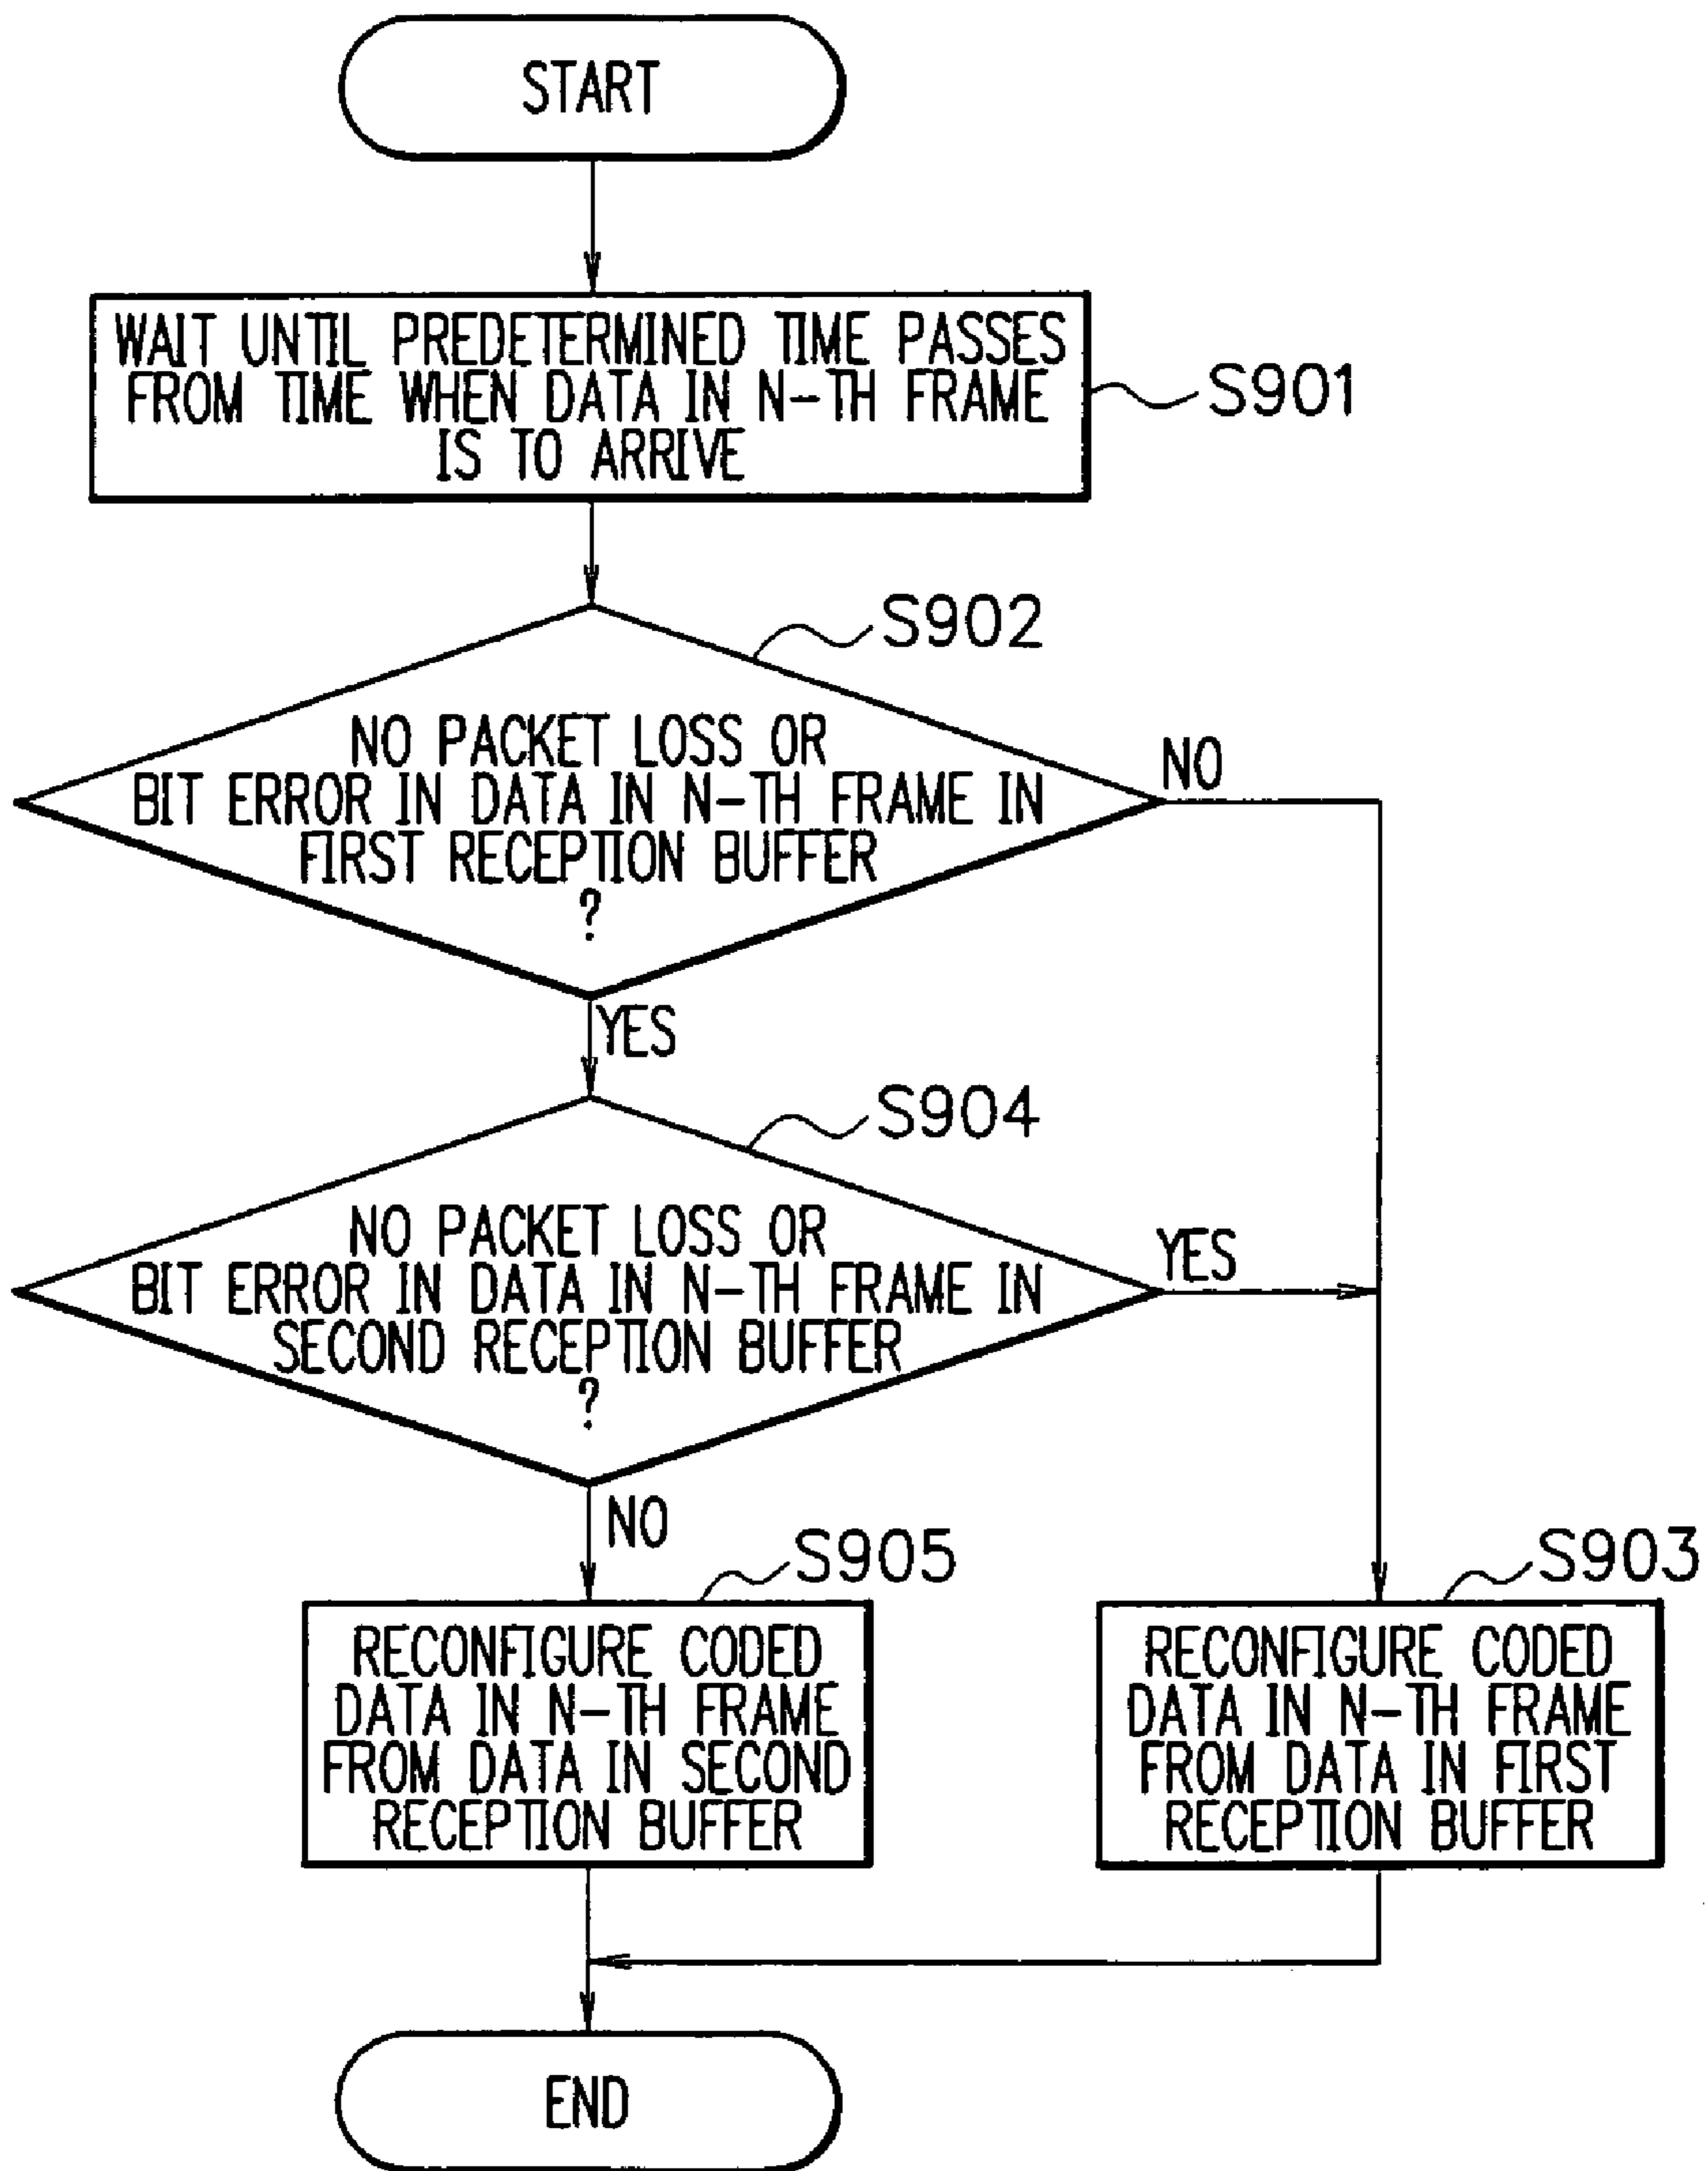 START
WAIT UNTIL PREDETERMINED TIME PASSES
FROM TIME WHEN DATA IN N-TH FRAME
IS TO ARRIVE
S901
S902
NO PACKET LOSS OR
BIT ERROR IN DATA IN N-TH FRAME IN
FIRST RECEPTION BUFFER
?
NO
YES
S904
NO PACKET LOSS OR
BIT ERROR IN DATA IN N-TH FRAME IN
SECOND RECEPTION BUFFER
?
YES
NO
S905
RECONFIGURE CODED
DATA IN N-TH FRAME
FROM DATA IN SECOND
RECEPTION BUFFER
S903
RECONFIGURE CODED
DATA IN N-TH FRAME
FROM DATA IN FIRST
RECEPTION BUFFER
END